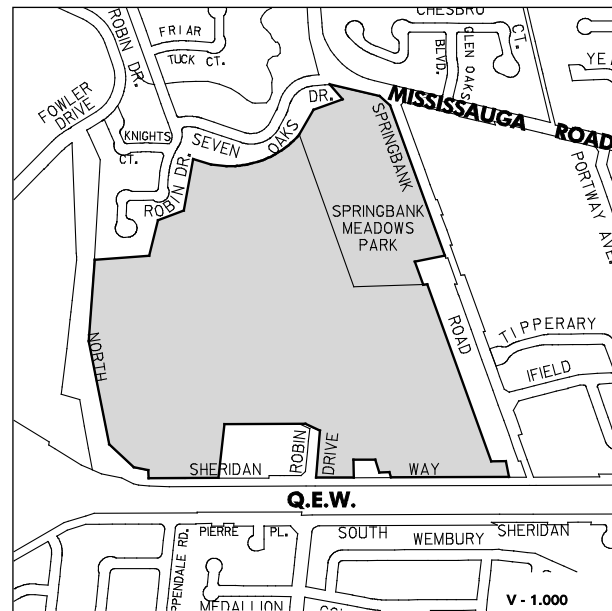 CHESBRO
CT.
BLVD.
GLEN OAKS
ROBIN DR.
FRIAR
TUCK CT.
YEA
FOWLER
DRIVE
DR.
MISSISSAUGA ROAD
KNIGHTS
CT.
SEVEN
OAKS
SPRINGBANK
PORTWAY AVE.
ROBIN DR.
SPRINGBANK
MEADOWS
PARK
TIPPERARY
ROAD
NORTH
IFIELD
ROBIN
DRIVE
SHERIDAN
WAY
Q.E.W.
PIERRE PL.
SOUTH
WEMBURY
SHERIDAN
PPENDALE RD.
MEDALLION
V - 1.000